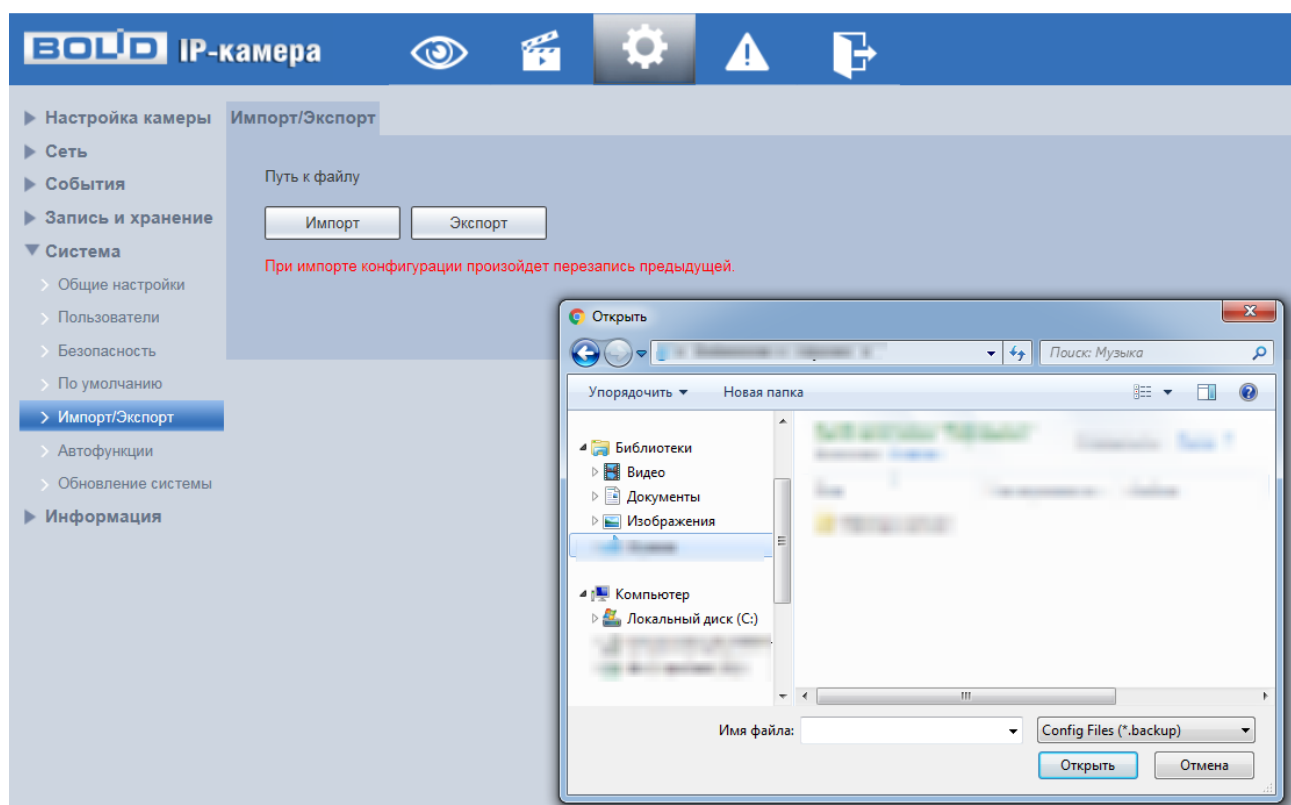 BOLID IP-камера
Настройка камеры
Сеть
События
Запись и хранение
Система
Общие настройки
Пользователи
Безопасность
По умолчанию
Импорт/Экспорт
Автофункции
Обновление системы
Информация
Импорт/Экспорт
Путь к файлу
Импорт Экспорт
При импорте конфигурации произойдет перезапись предыдущей.
Открыть
Поиск: Музыка
Упорядочить Новая папка
Библиотеки
Видео
Документы
Изображения
Компьютер
Локальный диск (C:)
Имя файла: Config Files (*.backup)
Открыть Отмена